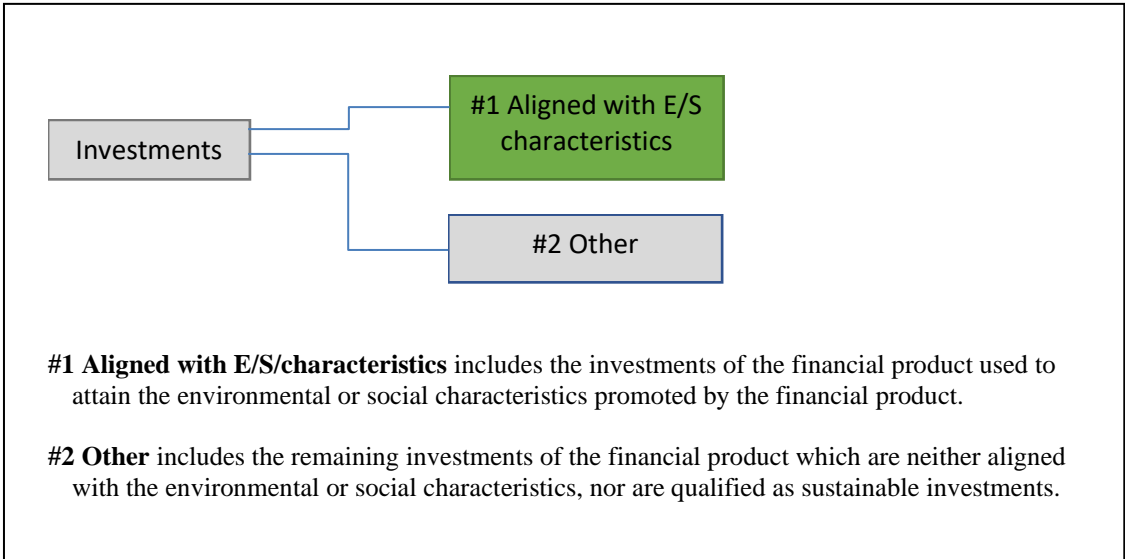 #1 Aligned with E/S
characteristics
Investments
#2 Other
#1 Aligned with E/S/characteristics includes the investments of the financial product used to
attain the environmental or social characteristics promoted by the financial product.
#2 Other includes the remaining investments of the financial product which are neither aligned
with the environmental or social characteristics, nor are qualified as sustainable investments.